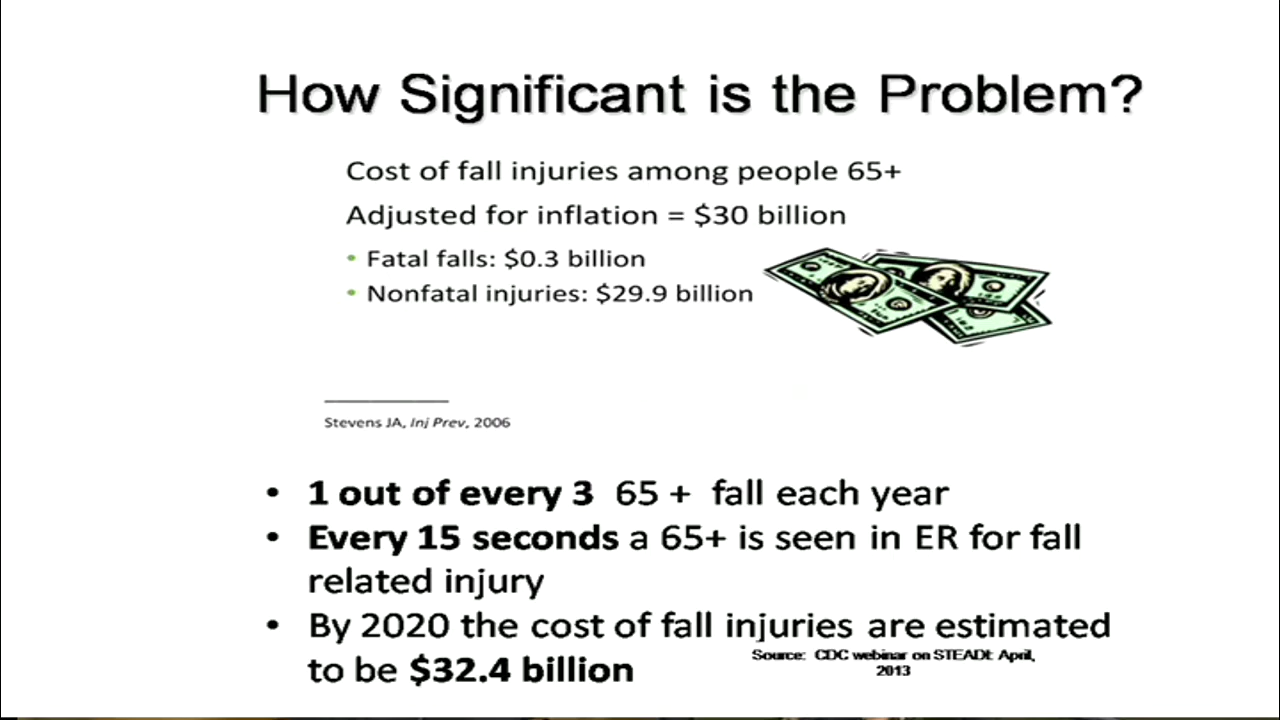 How Significant is the Problem?
Cost of fall injuries among people 65+
Adjusted for inflation = $30 billion
• Fatal falls: $0.3 billion
• Nonfatal injuries: $29.9 billion
Stevens JA, Inj Prev, 2006
• 1 out of every 3 65 + fall each year
• Every 15 seconds a 65+ is seen in ER for fall
related injury
• By 2020 the cost of fall injuries are estimated
to be $32.4 billion
Source: CDC webinar on STEADI: April,
2013